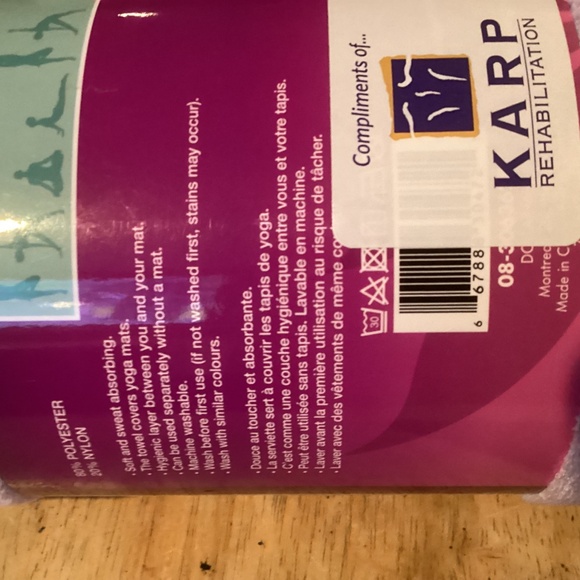 80% POLYESTER
20% NYLON
• Soft and sweat absorbing.
• The towel covers yoga mats.
• Hygienic layer between you and your mat.
• Can be used separately without a mat.
• Machine washable.
• Wash before first use (if not washed first, stains may occur).
• Wash with similar colours.
• Douce au toucher et absorbante.
• La serviette sert à couvrir les tapis de yoga.
• C'est comme une couche hygiénique entre vous et votre tapis.
• Peut être utilisée sans tapis. Lavable en machine.
• Laver avant la première utilisation au risque de tâcher.
• Laver avec des vêtements de même
30
6 6788
08-3
Montrea
Made in C
Compliments of...
KARP
REHABILITATION